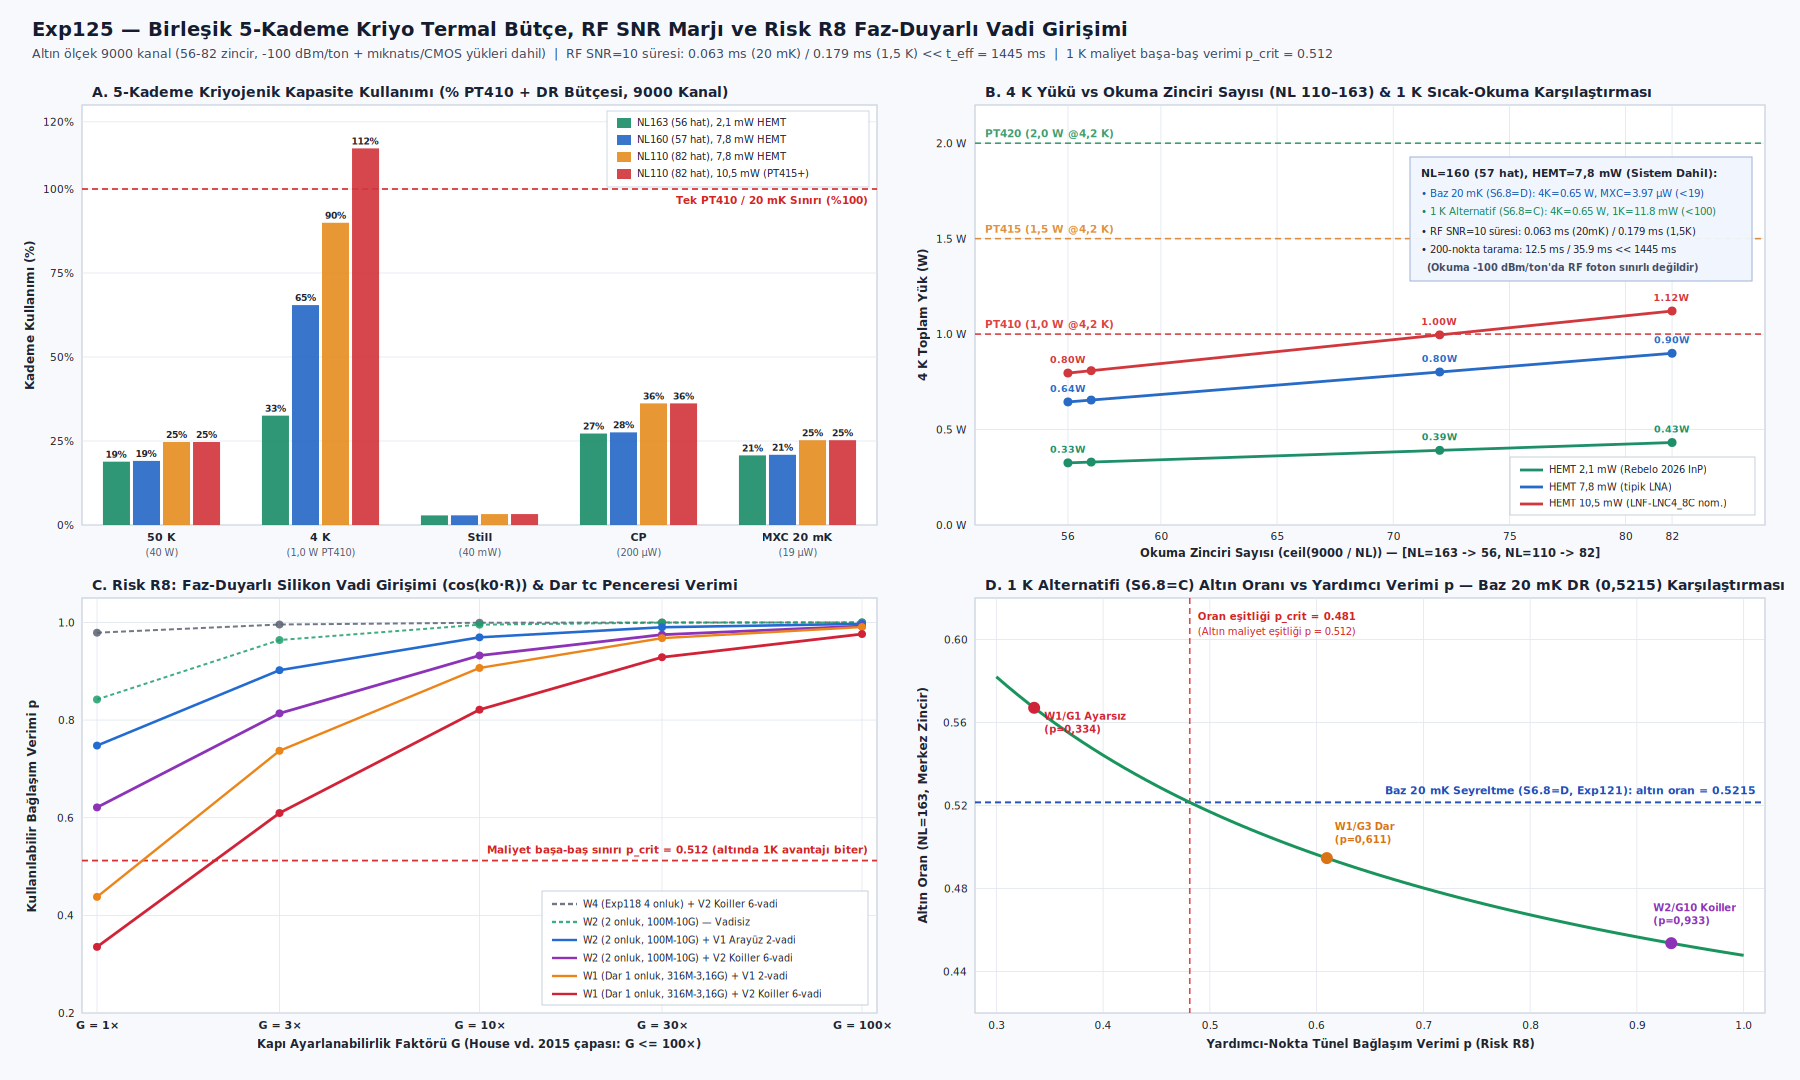 Exp125 — Birleşik 5-Kademe Kriyo Termal Bütçe, RF SNR Marjı ve Risk R8 Faz-Duyarlı Vadi Girişimi
Altın ölçek 9000 kanal (56-82 zincir, -100 dBm/ton + mıknatıs/CMOS yükleri dahil)  |  RF SNR=10 süresi: 0.063 ms (20 mK) / 0.179 ms (1,5 K) << t_eff = 1445 ms  |  1 K maliyet başa-baş verimi p_crit = 0.512
A. 5-Kademe Kriyojenik Kapasite Kullanımı (% PT410 + DR Bütçesi, 9000 Kanal)
Kademe Kullanımı (%)
120%
100%
75%
50%
25%
0%
NL163 (56 hat), 2,1 mW HEMT
NL160 (56 hat), 7,8 mW HEMT
NL110 (82 hat), 7,8 mW HEMT
NL110 (82 hat), 10,5 mW (PT415+)
Tek PT410 / 20 mK Sınırı (%100)
19% 19% 25% 25%
33% 65% 90% 112%
27% 28% 36% 36%
21% 21% 25% 25%
50 K 4 K Still CP MXC 20 mK
(40 W) (1,0 W PT410) (40 mW) (200 µW) (19 µW)
B. 4 K Yükü vs Okuma Zinciri Sayısı (NL 110–163) & 1 K Sıcak-Okuma Karşılaştırması
4 K Toplam Yük (W)
2.0 W
1.5 W
1.0 W
0.5 W
0.0 W
PT420 (2,0 W @4,2 K)
PT415 (1,5 W @4,2 K)
PT410 (1,0 W @4,2 K)
NL=160 (57 hat), HEMT=7,8 mW (Sistem Dahil):
• Baz 20 mK (S6.8=D): 4K=0.65 W, MXC=3.97 µW (<19)
• 1 K Alternatif (S6.8=C): 4K=0.65 W, 1K=11.8 mW (<100)
• RF SNR=10 süresi: 0.063 ms (20mK) / 0.179 ms (1,5K)
• 200-nokta tarama: 12.5 ms / 35.9 ms << 1445 ms
(Okuma -100 dBm/ton'da RF foton sınırlı değildir)
0.80W 1.00W 1.12W
0.64W 0.80W 0.90W
0.33W 0.39W 0.43W
HEMT 2,1 mW (Rebelo 2026 InP)
HEMT 7,8 mW (tipik LNA)
HEMT 10,5 mW (LNF-LNC4_8C nom.)
56 60 65 70 75 80 82
Okuma Zinciri Sayısı (ceil(9000 / NL)) — [NL=163 -> 56, NL=110 -> 82]
C. Risk R8: Faz-Duyarlı Silikon Vadi Girişimi (cos(k0·R)) & Dar tc Penceresi Verimi
Kullanılabilir Bağlaşım Verimi p
1.0
0.8
0.6
0.4
0.2
Maliyet başa-baş sınırı p_crit = 0.512 (altında 1K avantajı biter)
W4 (Exp118 4 onluk) + V2 Koiller 6-vadi
W2 (2 onluk, 100M-10G) — Vadisiz
W2 (2 onluk, 100M-10G) + V1 Arayüz 2-vadi
W2 (2 onluk, 100M-10G) + V2 Koiller 6-vadi
W1 (Dar 1 onluk, 316M-3,16G) + V1 2-vadi
W1 (Dar 1 onluk, 316M-3,16G) + V2 Koiller 6-vadi
G = 1× G = 3× G = 10× G = 30× G = 100×
Kapı Ayarlanabilirlik Faktörü G (House vd. 2015 çapası: G <= 100×)
D. 1 K Alternatifi (S6.8=C) Altın Oranı vs Yardımcı Verimi p — Baz 20 mK DR (0,5215) Karşılaştırması
Altın Oranı (NL=163, Merkez Zincir)
0.60
0.56
0.52
0.48
0.44
Oran eşitliği p_crit = 0.481
(Altın maliyet eşitliği p = 0.512)
W1/G1 Ayarsız
(p=0,334)
Baz 20 mK Seyreltme (S6.8=D, Exp121): altın oran = 0.5215
W1/G3 Dar
(p=0,611)
W2/G10 Koiller
(p=0,933)
0.3 0.4 0.5 0.6 0.7 0.8 0.9 1.0
Yardımcı-Nokta Tünel Bağlaşım Verimi p (Risk R8)